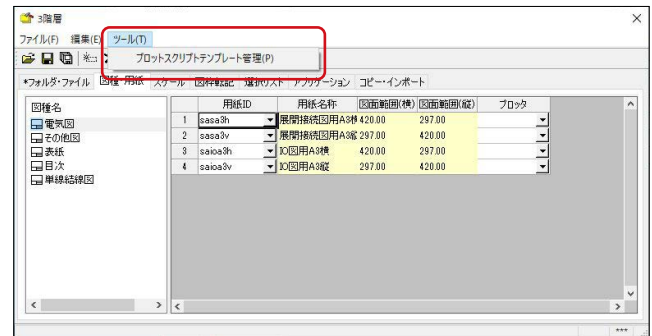 3階層
ファイル(F) 編集(E) ツール(T)
プロットスクリプトテンプレート管理(P)
*フォルダ・ファイル 図種・用紙 スケール 図枠転記 選択リスト アプリケーション コピー・インポート
図種名
電気図
その他図
表紙
目次
単線結線図
用紙ID 用紙名称 図面範囲(横) 図面範囲(縦) プロッタ
1 sasa3h 展開接続図用A3横 420.00 297.00
2 sasa3v 展開接続図用A3縦 297.00 420.00
3 saioa3h IO図用A3横 420.00 297.00
4 saioa3v IO図用A3縦 297.00 420.00
***